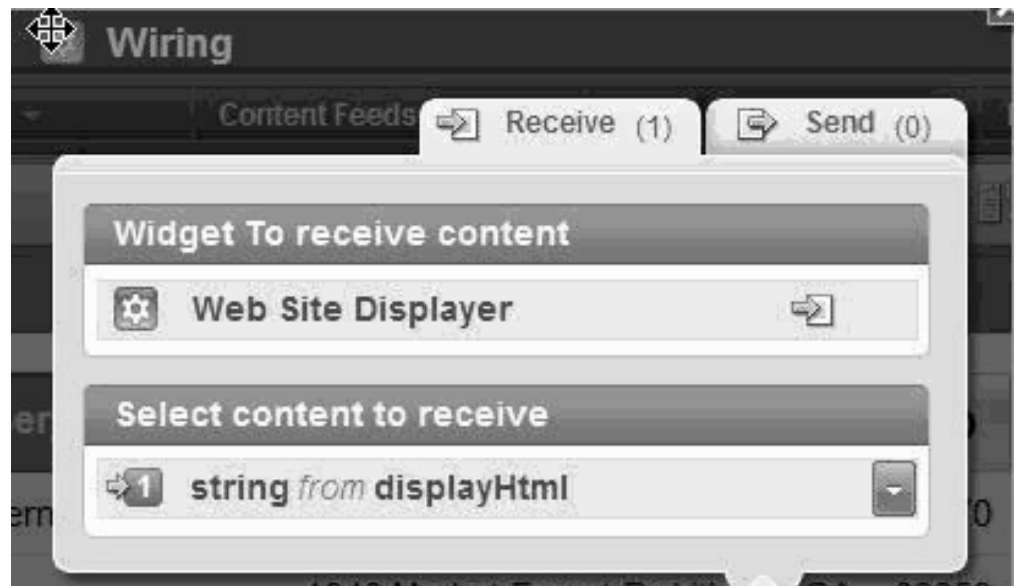 Wiring
Content Feeds
Receive (1)
Send (0)
Widget To receive content
Web Site Displayer
Select content to receive
1 string from displayHtml